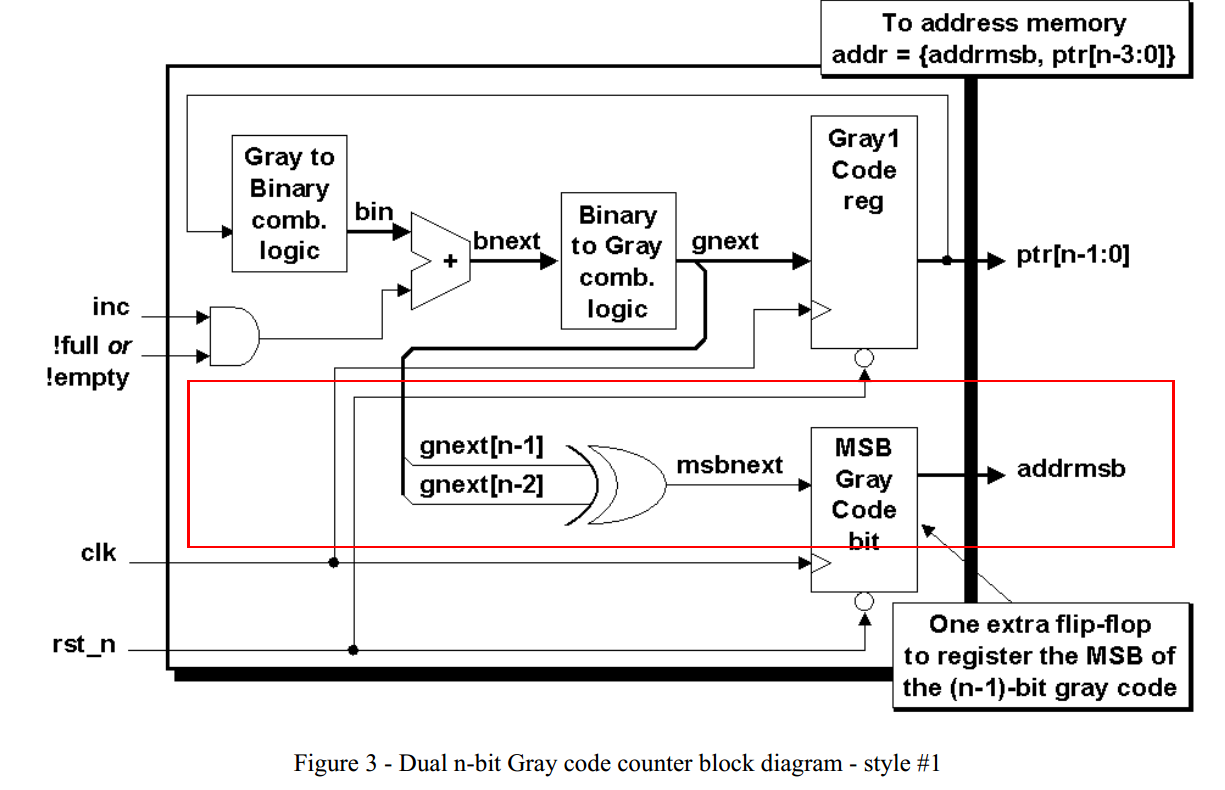 To address memory
addr = {addrmsb, ptr[n-3:0]}
Gray to
Binary
comb.
logic
bin
+
bnext
Binary
to Gray
comb.
logic
gnext
Gray1
Code
reg
ptr[n-1:0]
inc
!full or
!empty
gnext[n-1]
gnext[n-2]
msbnext
MSB
Gray
Code
bit
addrmsb
clk
rst_n
One extra flip-flop
to register the MSB of
the (n-1)-bit gray code
Figure 3 - Dual n-bit Gray code counter block diagram - style #1